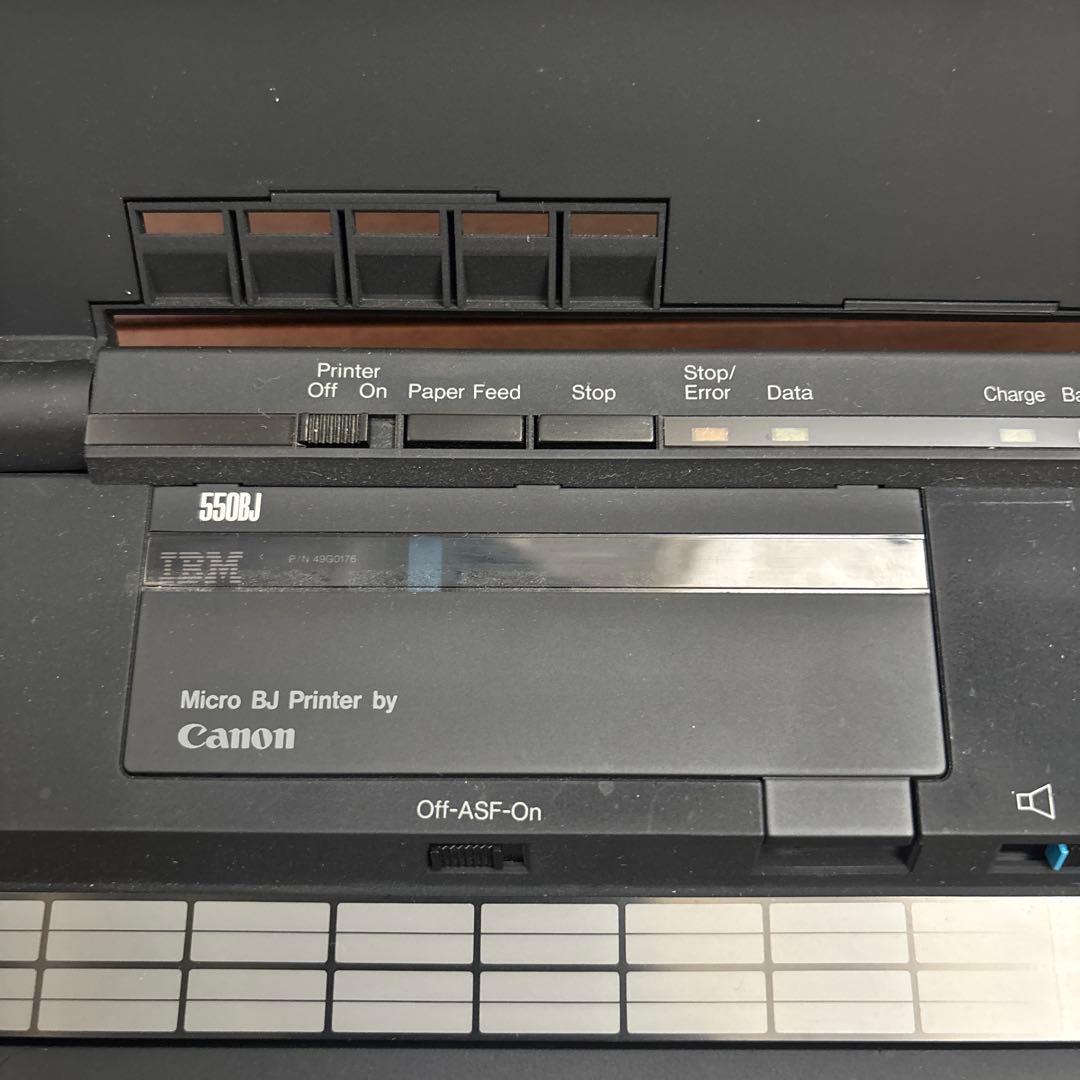 Printer
Off On Paper Feed Stop Stop/
Error Data Charge Ba
550BJ
IBM P/N 49G0176
Micro BJ Printer by
Canon
Off-ASF-On